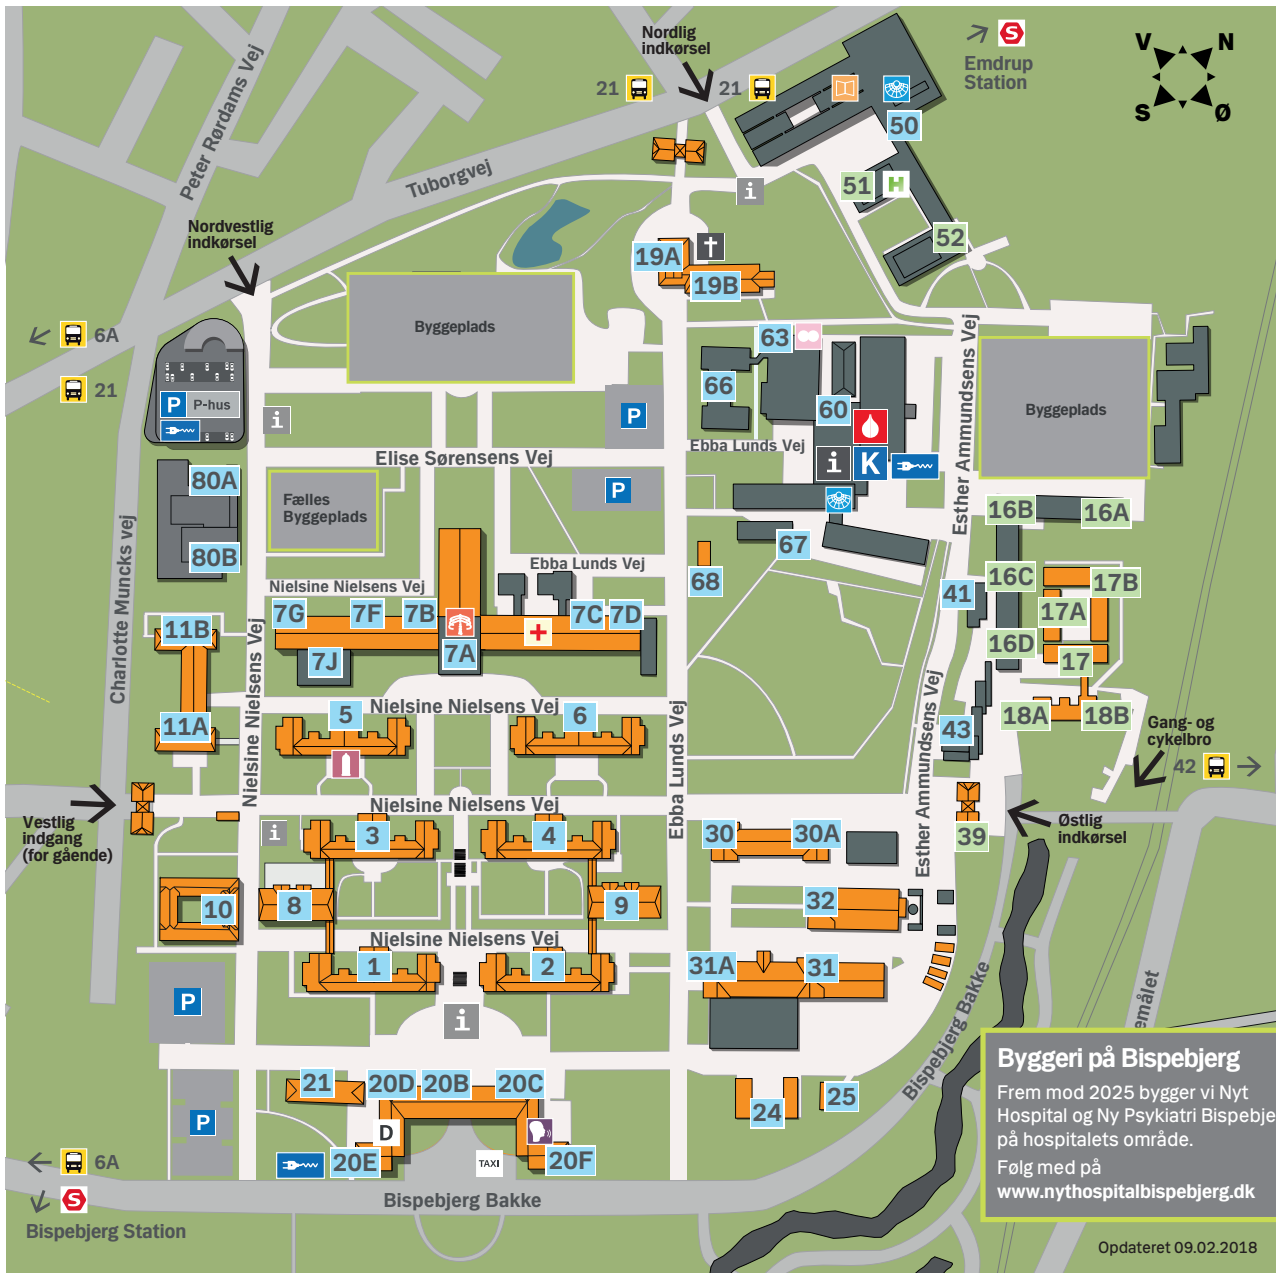 Nordlig
indkørsel
21
21
S
Emdrup
Station
V
N
S
Ø
Peter Rørdams Vej
Tuborgvej
50
51
H
52
i
Nordvestlig
indkørsel
19A
19B
Byggeplads
6A
21
P
P-hus
i
P
63
66
60
Ebba Lunds Vej
i
K
Esther Ammundsens Vej
Byggeplads
Elise Sørensens Vej
P
80A
80B
Fælles
Byggeplads
Charlotte Muncks vej
67
68
16B
16A
16C
16D
17B
17A
17
18A
18B
41
43
Ebba Lunds Vej
Nielsine Nielsens Vej
7G
7F
7B
7C
7D
7J
7A
11B
11A
Nielsine Nielsens Vej
Nielsine Nielsens Vej
5
6
Ebba Lunds Vej
Esther Ammundsens Vej
Gang- og
cykelbro
42
Vestlig
indgang
(for gående)
Nielsine Nielsens Vej
i
3
4
30
30A
39
Østlig
indkørsel
10
8
9
32
Nielsine Nielsens Vej
1
2
31A
31
P
i
Bispebjerg Bakke
emålet
21
20D
20B
20C
24
25
P
D
20E
TAXI
20F
6A
S
Bispebjerg Station
Bispebjerg Bakke
Byggeri på Bispebjerg
Frem mod 2025 bygger vi Nyt
Hospital og Ny Psykiatri Bispebje
på hospitalets område.
Følg med på
www.nythospitalbispebjerg.dk
Opdateret 09.02.2018